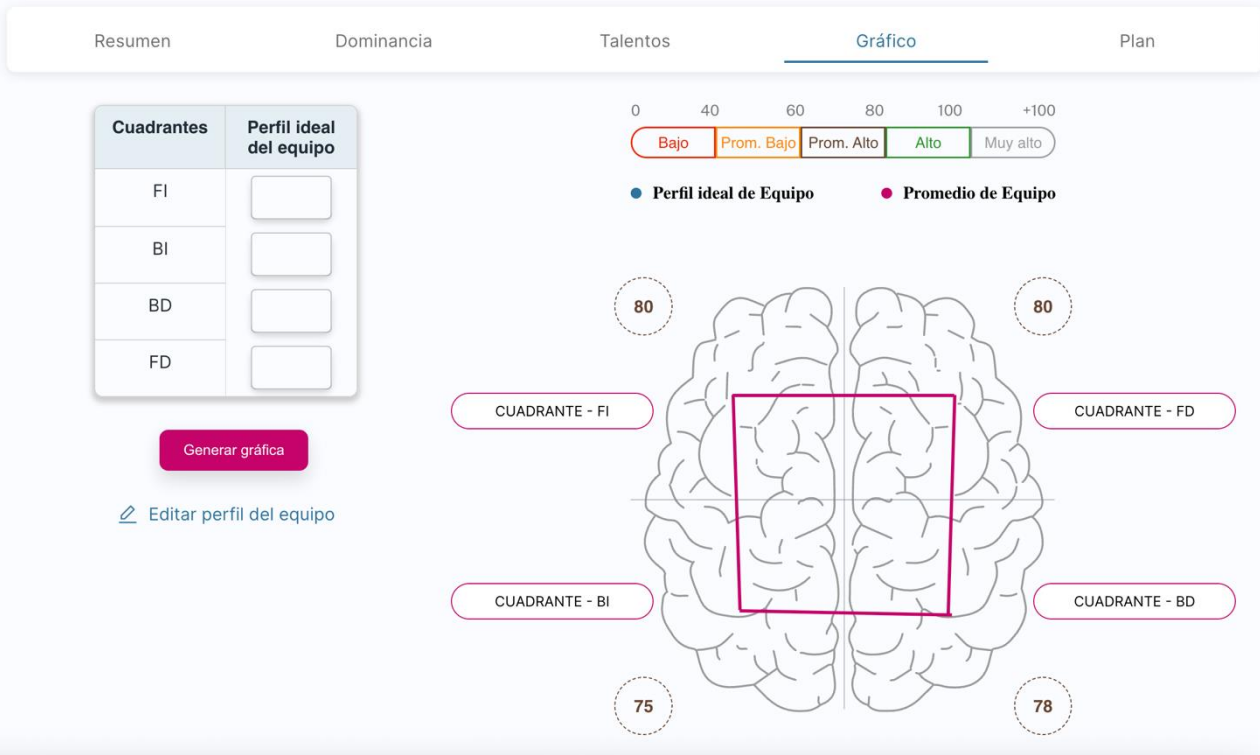 Resumen
Dominancia
Talentos
Gráfico
Plan
Cuadrantes
Perfil ideal
del equipo
FI
BI
BD
FD
Generar gráfica
Editar perfil del equipo
0 40 60 80 100 +100
Bajo Prom. Bajo Prom. Alto Alto Muy alto
Perfil ideal de Equipo
Promedio de Equipo
80
80
CUADRANTE - FI
CUADRANTE - FD
CUADRANTE - BI
CUADRANTE - BD
75
78